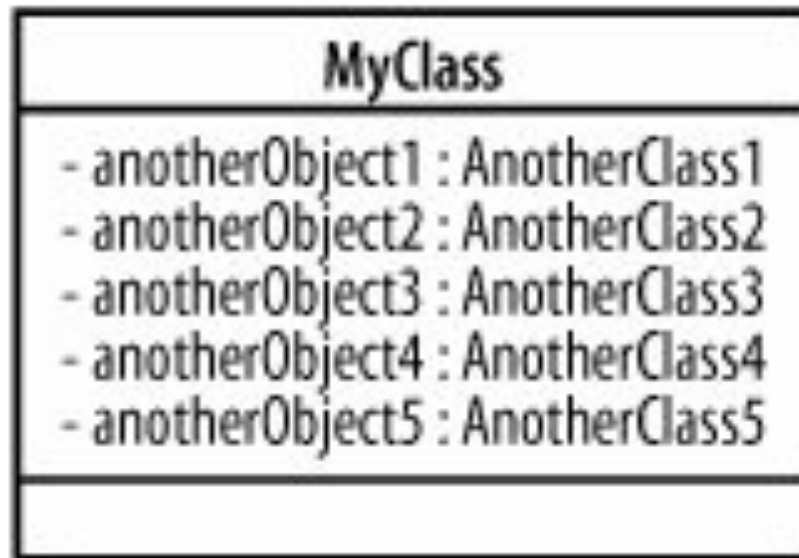 MyClass
- anotherObject1 : AnotherClass1
- anotherObject2 : AnotherClass2
- anotherObject3 : AnotherClass3
- anotherObject4 : AnotherClass4
- anotherObject5 : AnotherClass5